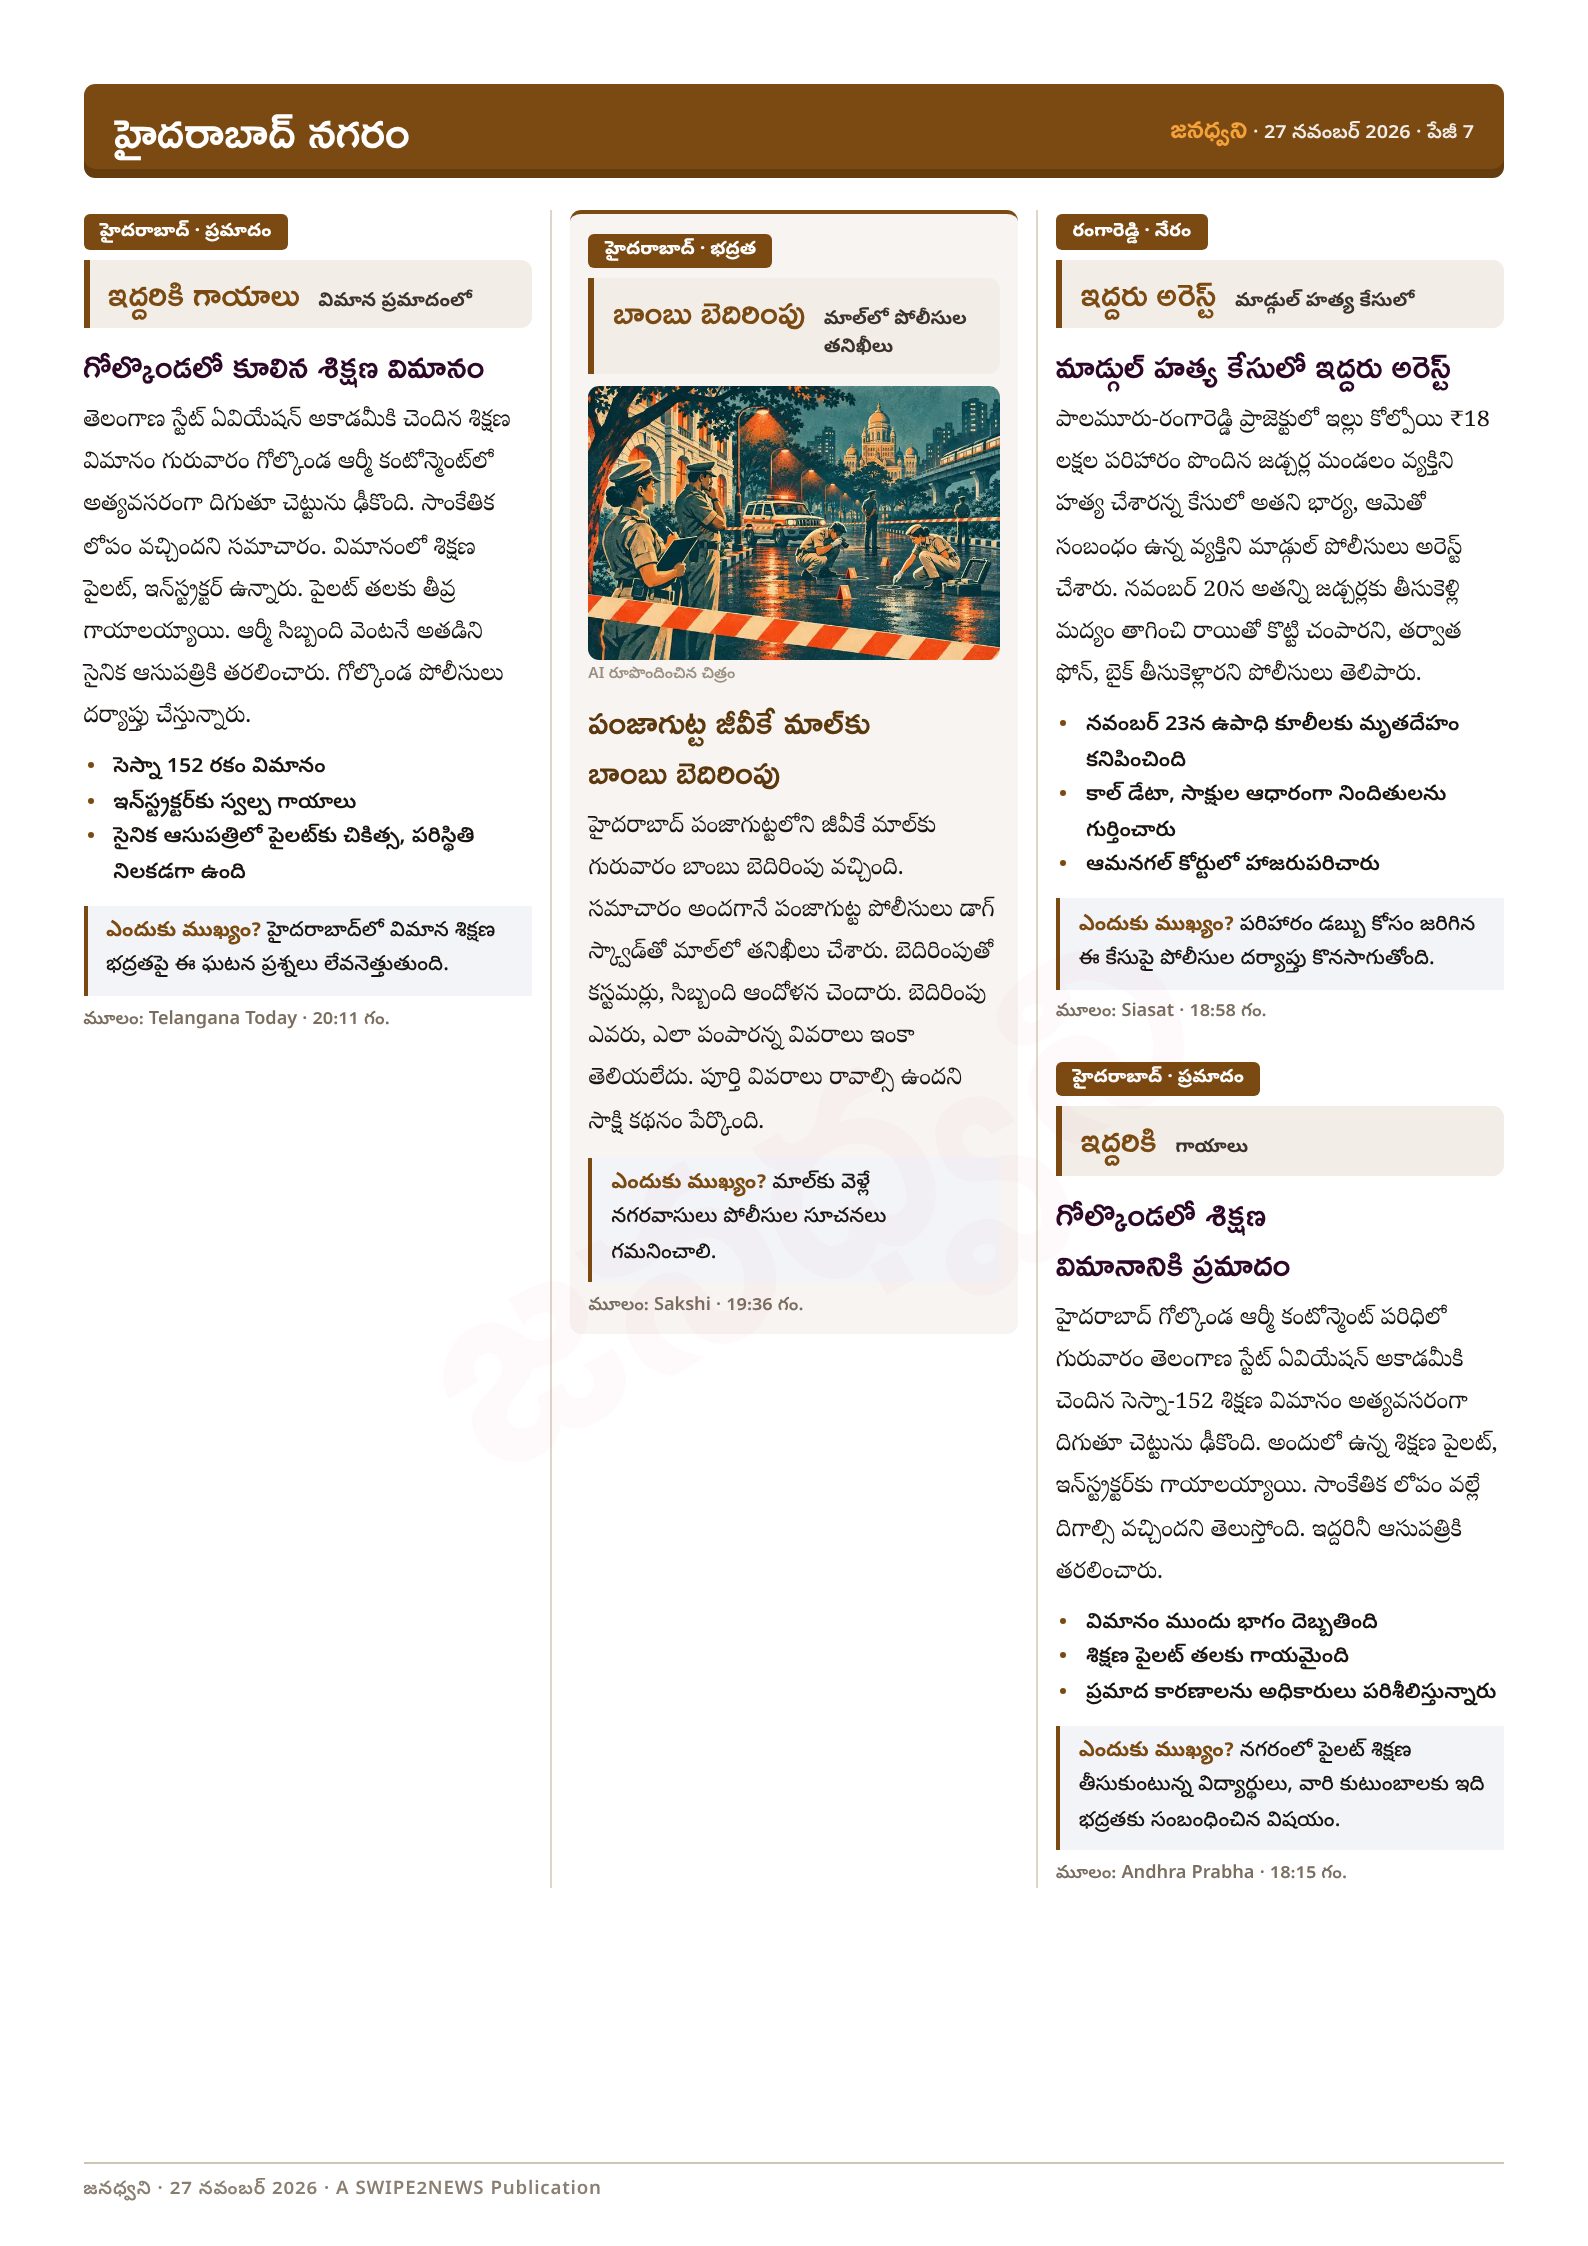 హైదరాబాద్ నగరం
జనధ్వని · 27 నవంబర్ 2026 · పేజీ 7
హైదరాబాద్ · ప్రమాదం
ఇద్దరికి గాయాలు విమాన ప్రమాదంలో
గోల్కొండలో కూలిన శిక్షణ విమానం
తెలంగాణ స్టేట్ ఏవియేషన్ అకాడమీకి చెందిన శిక్షణ
విమానం గురువారం గోల్కొండ ఆర్మీ కంటోన్మెంట్‌లో
అత్యవసరంగా దిగుతూ చెట్టును ఢీకొంది. సాంకేతిక
లోపం వచ్చిందని సమాచారం. విమానంలో శిక్షణ
పైలట్, ఇన్‌స్ట్రక్టర్ ఉన్నారు. పైలట్ తలకు తీవ్ర
గాయాలయ్యాయి. ఆర్మీ సిబ్బంది వెంటనే అతడిని
సైనిక ఆసుపత్రికి తరలించారు. గోల్కొండ పోలీసులు
దర్యాప్తు చేస్తున్నారు.
• సెస్నా 152 రకం విమానం
• ఇన్‌స్ట్రక్టర్‌కు స్వల్ప గాయాలు
• సైనిక ఆసుపత్రిలో పైలట్‌కు చికిత్స, పరిస్థితి
నిలకడగా ఉంది
ఎందుకు ముఖ్యం? హైదరాబాద్‌లో విమాన శిక్షణ
భద్రతపై ఈ ఘటన ప్రశ్నలు లేవనెత్తుతుంది.
మూలం: Telangana Today · 20:11 గం.
హైదరాబాద్ · భద్రత
బాంబు బెదిరింపు మాల్‌లో పోలీసుల
తనిఖీలు
AI రూపొందించిన చిత్రం
పంజాగుట్ట జీవీకే మాల్‌కు
బాంబు బెదిరింపు
హైదరాబాద్ పంజాగుట్టలోని జీవీకే మాల్‌కు
గురువారం బాంబు బెదిరింపు వచ్చింది.
సమాచారం అందగానే పంజాగుట్ట పోలీసులు డాగ్
స్క్వాడ్‌తో మాల్‌లో తనిఖీలు చేశారు. బెదిరింపుతో
కస్టమర్లు, సిబ్బంది ఆందోళన చెందారు. బెదిరింపు
ఎవరు, ఎలా పంపారన్న వివరాలు ఇంకా
తెలియలేదు. పూర్తి వివరాలు రావాల్సి ఉందని
సాక్షి కథనం పేర్కొంది.
ఎందుకు ముఖ్యం? మాల్‌కు వెళ్లే
నగరవాసులు పోలీసుల సూచనలు
గమనించాలి.
మూలం: Sakshi · 19:36 గం.
రంగారెడ్డి · నేరం
ఇద్దరు అరెస్ట్ మాడ్గుల్ హత్య కేసులో
మాడ్గుల్ హత్య కేసులో ఇద్దరు అరెస్ట్
పాలమూరు-రంగారెడ్డి ప్రాజెక్టులో ఇల్లు కోల్పోయి ₹18
లక్షల పరిహారం పొందిన జడ్చర్ల మండలం వ్యక్తిని
హత్య చేశారన్న కేసులో అతని భార్య, ఆమెతో
సంబంధం ఉన్న వ్యక్తిని మాడ్గుల్ పోలీసులు అరెస్ట్
చేశారు. నవంబర్ 20న అతన్ని జడ్చర్లకు తీసుకెళ్లి
మద్యం తాగించి రాయితో కొట్టి చంపారని, తర్వాత
ఫోన్, బైక్ తీసుకెళ్లారని పోలీసులు తెలిపారు.
• నవంబర్ 23న ఉపాధి కూలీలకు మృతదేహం
కనిపించింది
• కాల్ డేటా, సాక్షుల ఆధారంగా నిందితులను
గుర్తించారు
• ఆమనగల్ కోర్టులో హాజరుపరిచారు
ఎందుకు ముఖ్యం? పరిహారం డబ్బు కోసం జరిగిన
ఈ కేసుపై పోలీసుల దర్యాప్తు కొనసాగుతోంది.
మూలం: Siasat · 18:58 గం.
హైదరాబాద్ · ప్రమాదం
ఇద్దరికి గాయాలు
గోల్కొండలో శిక్షణ
విమానానికి ప్రమాదం
హైదరాబాద్ గోల్కొండ ఆర్మీ కంటోన్మెంట్ పరిధిలో
గురువారం తెలంగాణ స్టేట్ ఏవియేషన్ అకాడమీకి
చెందిన సెస్నా-152 శిక్షణ విమానం అత్యవసరంగా
దిగుతూ చెట్టును ఢీకొంది. అందులో ఉన్న శిక్షణ పైలట్,
ఇన్‌స్ట్రక్టర్‌కు గాయాలయ్యాయి. సాంకేతిక లోపం వల్లే
దిగాల్సి వచ్చిందని తెలుస్తోంది. ఇద్దరినీ ఆసుపత్రికి
తరలించారు.
• విమానం ముందు భాగం దెబ్బతింది
• శిక్షణ పైలట్ తలకు గాయమైంది
• ప్రమాద కారణాలను అధికారులు పరిశీలిస్తున్నారు
ఎందుకు ముఖ్యం? నగరంలో పైలట్ శిక్షణ
తీసుకుంటున్న విద్యార్థులు, వారి కుటుంబాలకు ఇది
భద్రతకు సంబంధించిన విషయం.
మూలం: Andhra Prabha · 18:15 గం.
జనధ్వని
జనధ్వని · 27 నవంబర్ 2026 · A SWIPE2NEWS Publication